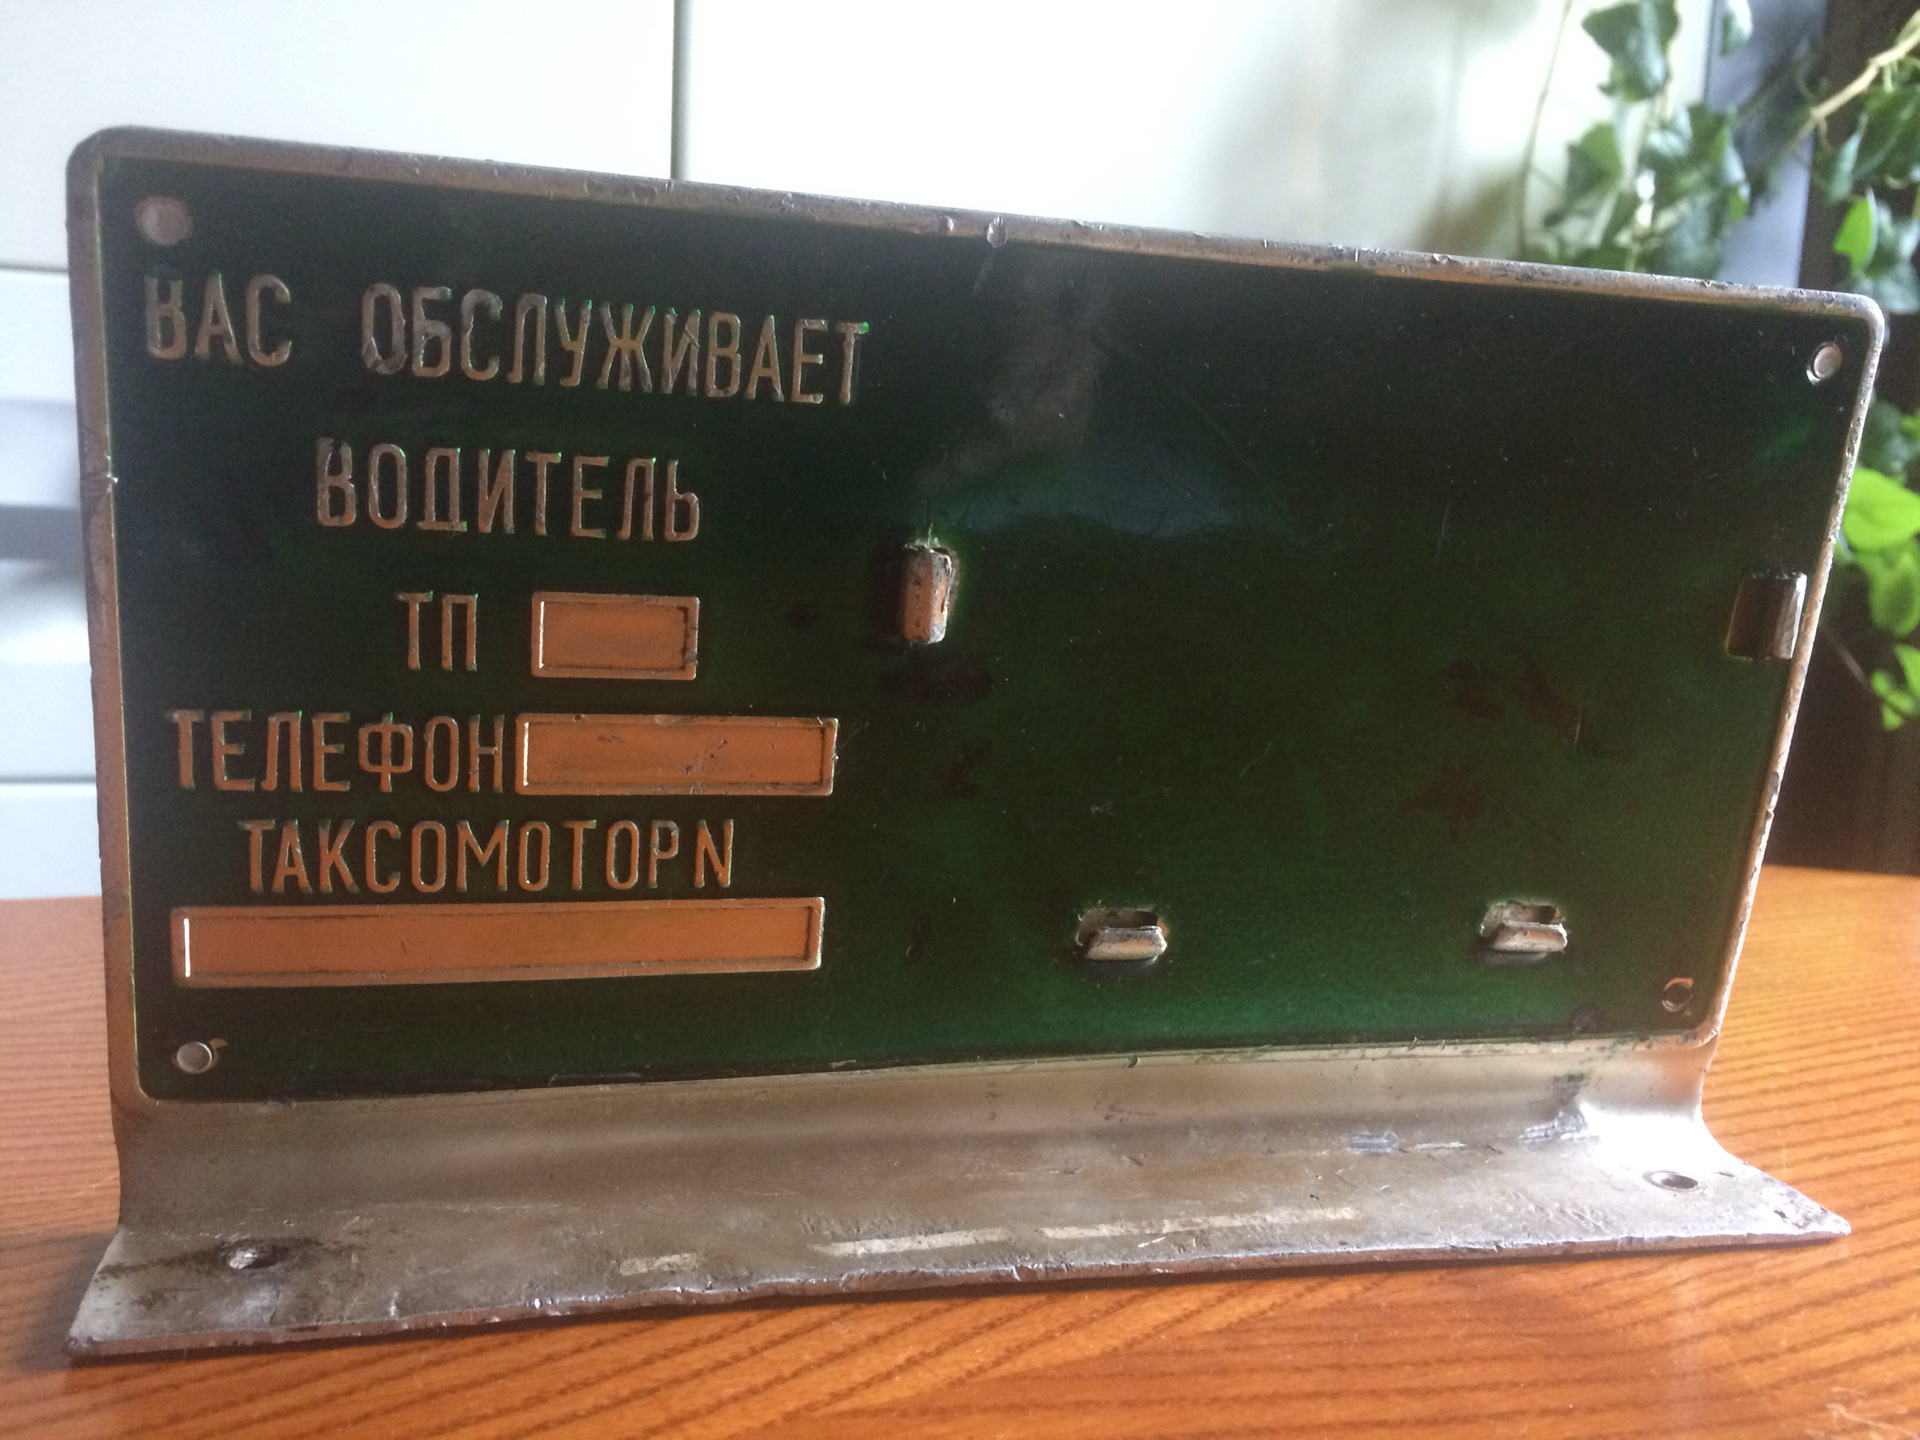 ВАС ОБСЛУЖИВАЕТ
ВОДИТЕЛЬ
ТП
ТЕЛЕФОН
ТАКСОМОТОР N